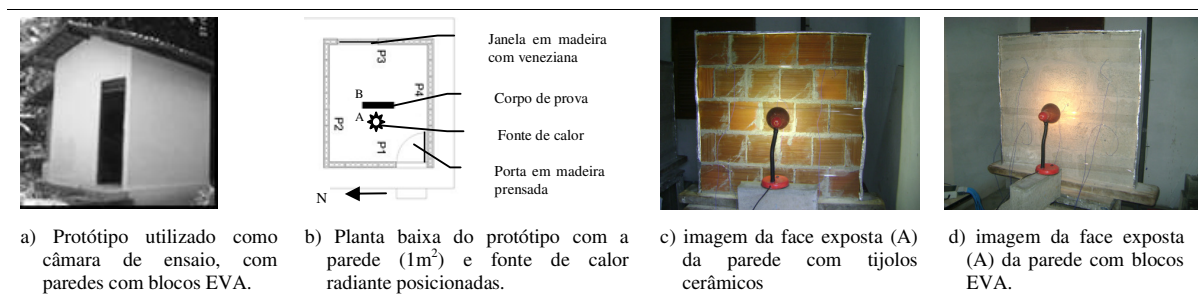 P3
P4
P2
P1
B
A
N
Janela em madeira
com veneziana
Corpo de prova
Fonte de calor
Porta em madeira
prensada
a) Protótipo utilizado como
câmara de ensaio, com
paredes com blocos EVA.
b) Planta baixa do protótipo com a
parede (1m²) e fonte de calor
radiante posicionadas.
c) imagem da face exposta (A)
da parede com tijolos
cerâmicos
d) imagem da face exposta
(A) da parede com blocos
EVA.